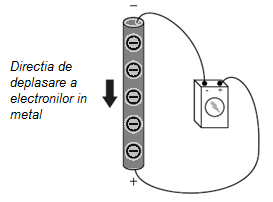 −
Directia de
deplasare a
electronilor in
metal
- +
+